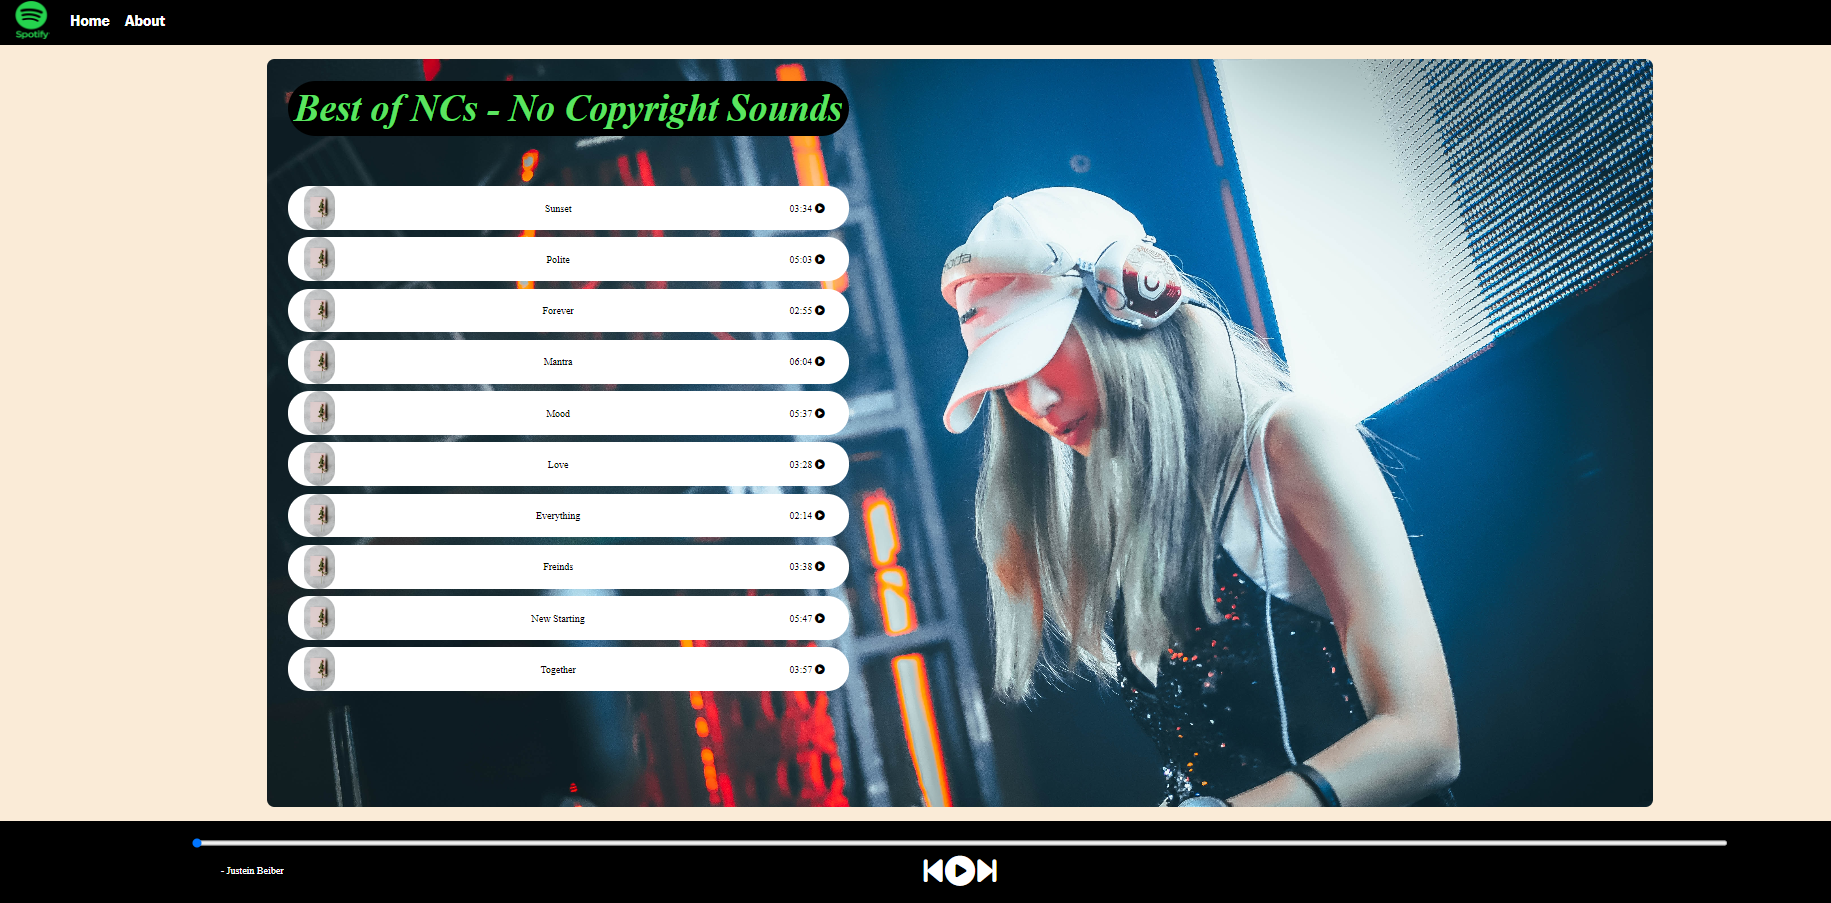 Spotify
Home About
Best of NCs - No Copyright Sounds
Sunset 03:34
Polite 05:03
Forever 02:55
Mantra 06:04
Mood 05:37
Love 03:28
Everything 02:14
Freinds 03:38
New Starting 05:47
Together 03:57
- Justein Beiber